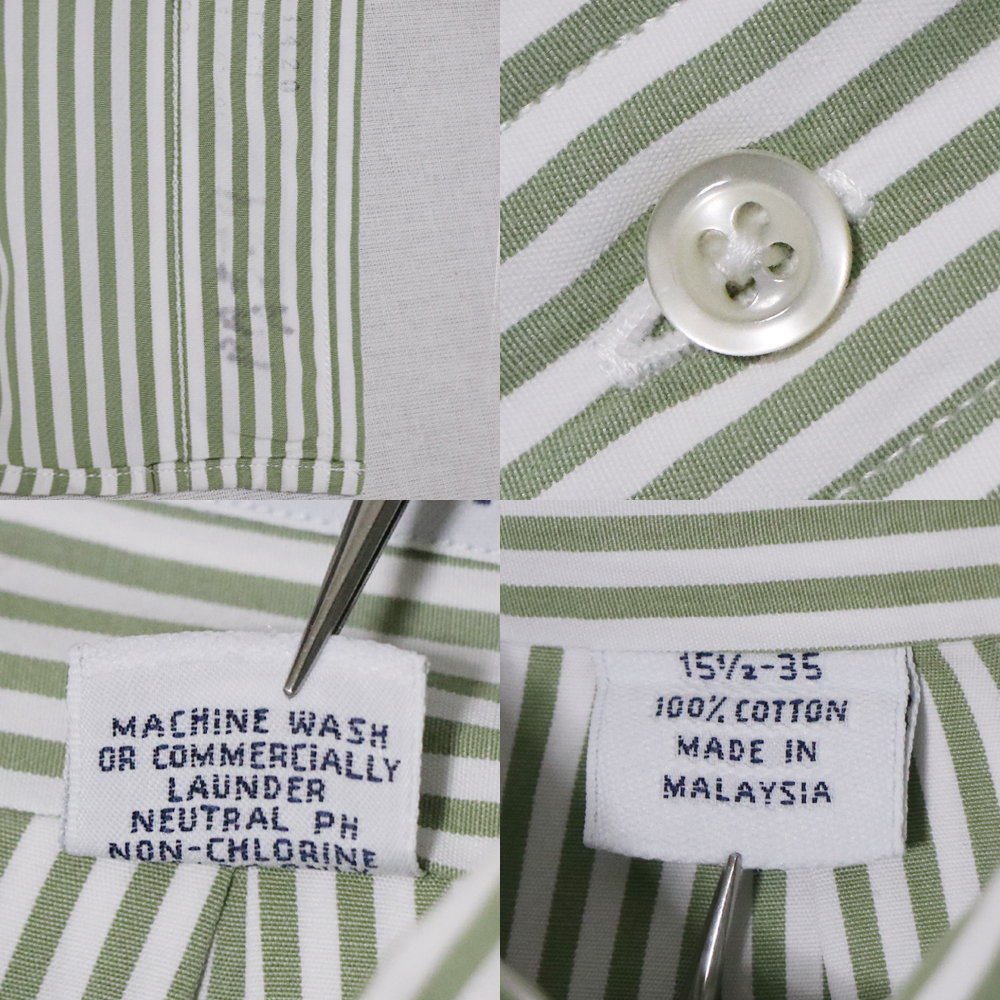 MACHINE WASH
OR COMMERCIALLY
LAUNDER
NEUTRAL PH
NON-CHLORINE
15½-35
100% COTTON
MADE IN
MALAYSIA